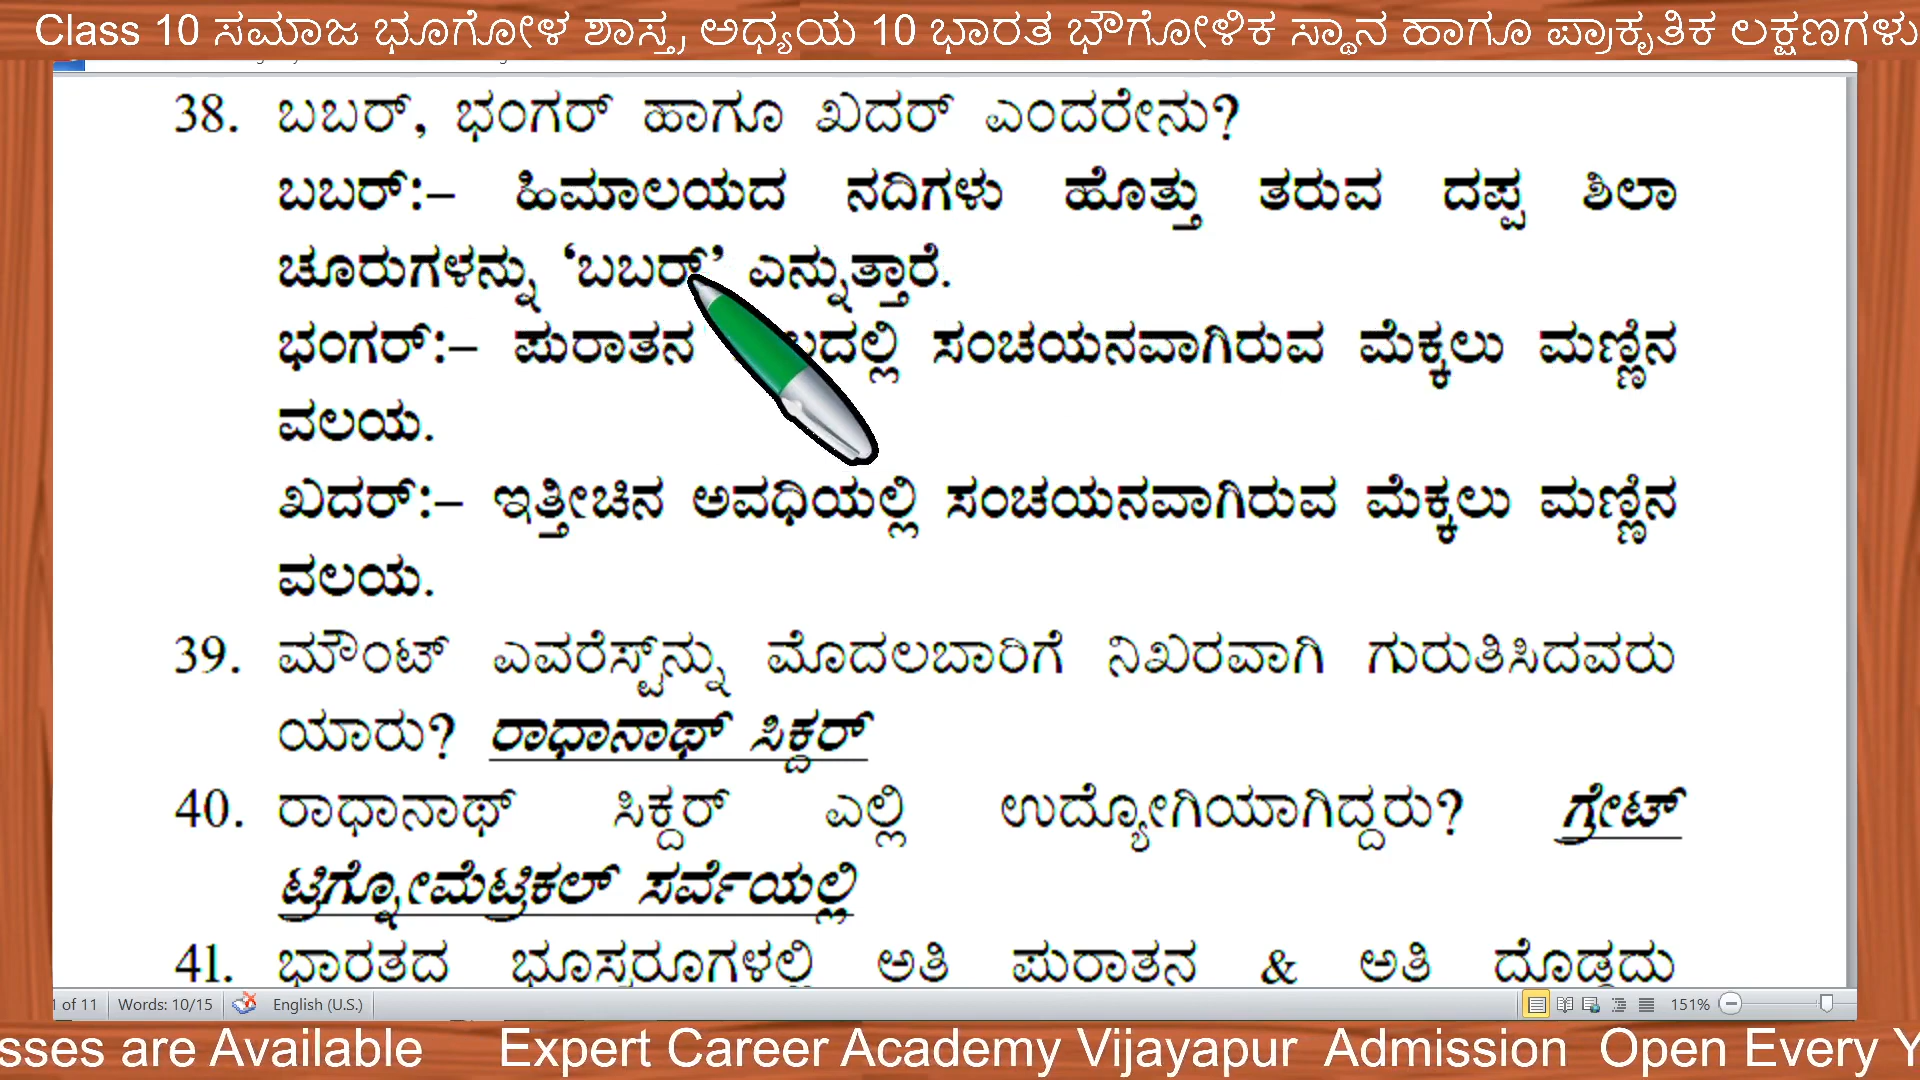 Class 10 ಸಮಾಜ ಭೂಗೋಳ ಶಾಸ್ತ್ರ ಅಧ್ಯಯ 10 ಭಾರತ ಭೌಗೋಳಿಕ ಸ್ಥಾನ ಹಾಗೂ ಪ್ರಾಕೃತಿಕ ಲಕ್ಷಣಗಳು
38. ಬಬರ್, ಭಂಗರ್ ಹಾಗೂ ಖದರ್ ಎಂದರೇನು?
ಬಬರ್:– ಹಿಮಾಲಯದ ನದಿಗಳು ಹೊತ್ತು ತರುವ ದಪ್ಪ ಶಿಲಾ
ಚೂರುಗಳನ್ನು ‘ಬಬರ್’ ಎನ್ನುತ್ತಾರೆ.
ಭಂಗರ್:– ಪುರಾತನ ಸಂಚಯನವಾಗಿರುವ ಮೆಕ್ಕಲು ಮಣ್ಣಿನ
ವಲಯ.
ಖದರ್:– ಇತ್ತೀಚಿನ ಅವಧಿಯಲ್ಲಿ ಸಂಚಯನವಾಗಿರುವ ಮೆಕ್ಕಲು ಮಣ್ಣಿನ
ವಲಯ.
39. ಮೌಂಟ್ ಎವರೆಸ್ಟ್‌ನ್ನು ಮೊದಲಬಾರಿಗೆ ನಿಖರವಾಗಿ ಗುರುತಿಸಿದವರು
ಯಾರು? ರಾಧಾನಾಥ್ ಸಿಕ್ದರ್
40. ರಾಧಾನಾಥ್ ಸಿಕ್ದರ್ ಎಲ್ಲಿ ಉದ್ಯೋಗಿಯಾಗಿದ್ದರು? ಗ್ರೇಟ್
ಟ್ರಿಗ್ನೋಮೆಟ್ರಿಕಲ್ ಸರ್ವೆಯಲ್ಲಿ
41. ಭಾರತದ ಭೂಸ್ವರೂಗಳಲ್ಲಿ ಅತಿ ಪುರಾತನ & ಅತಿ ದೊಡ್ಡದು
of 11 Words: 10/15 English (U.S.) 151%
sses are Available Expert Career Academy Vijayapur Admission Open Every Y